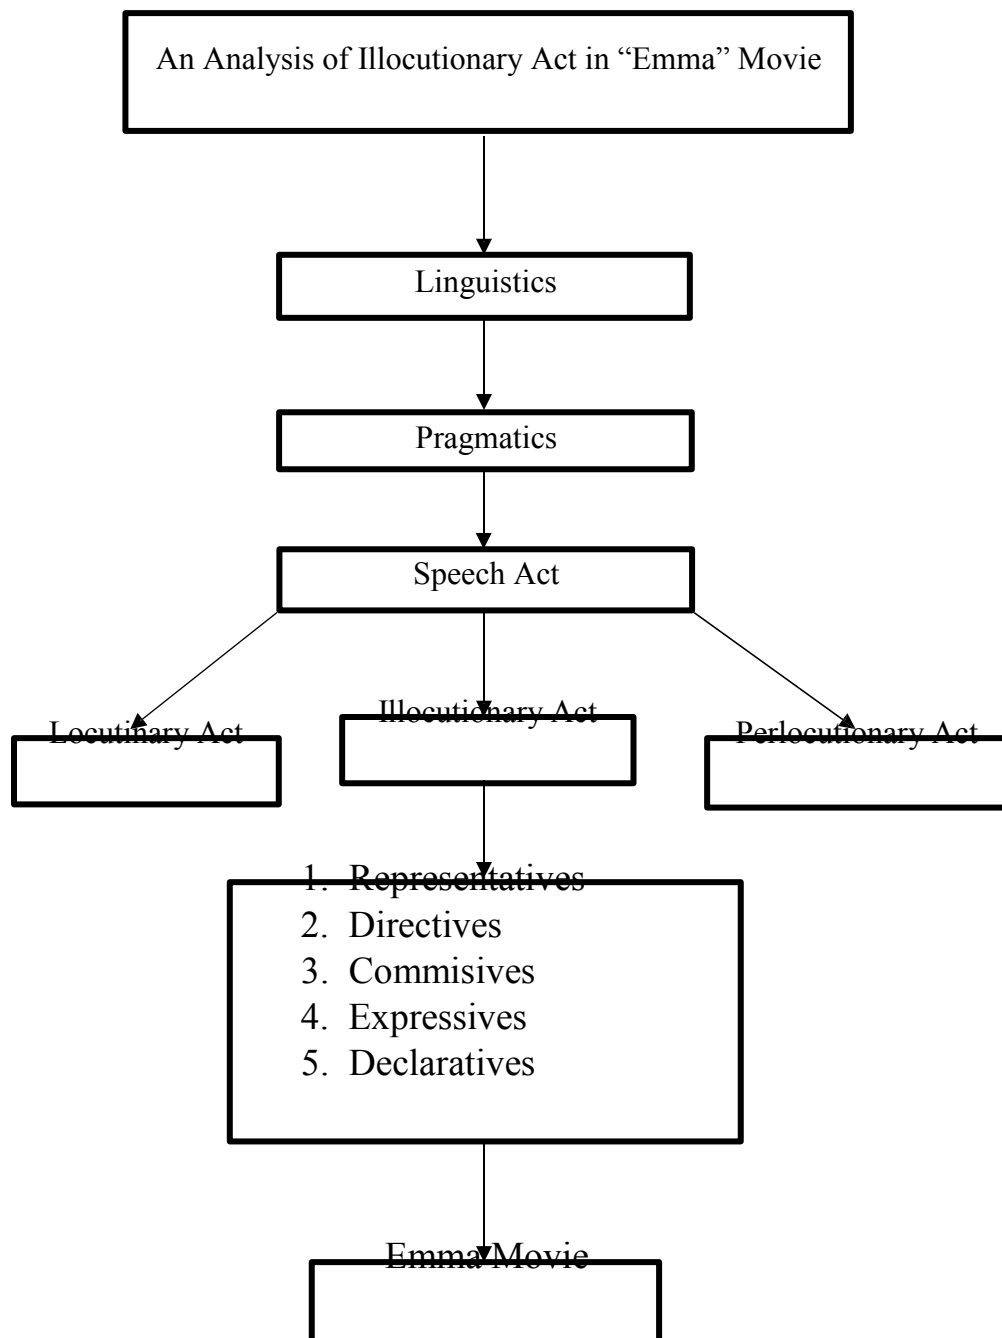 An Analysis of Illocutionary Act in “Emma” Movie
Linguistics
Pragmatics
Speech Act
Locutinary Act
Illocutionary Act
Perlocutionary Act
1. Representatives
2. Directives
3. Commisives
4. Expressives
5. Declaratives
Emma Movie